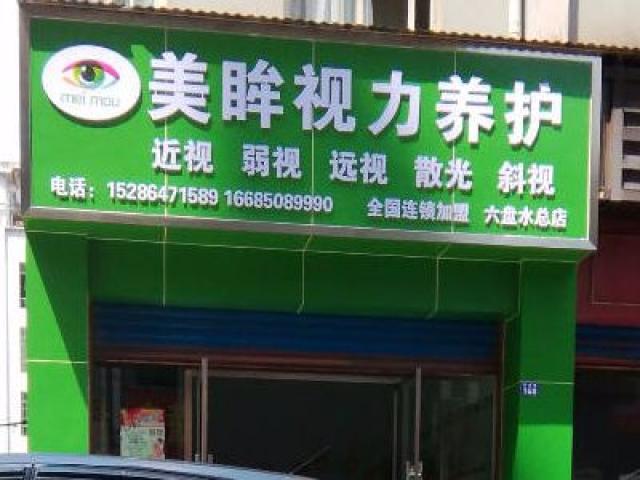 mei mou
美眸视力养护
近视 弱视 远视 散光 斜视
电话：15286471589 16685089990 全国连锁加盟 六盘水总店